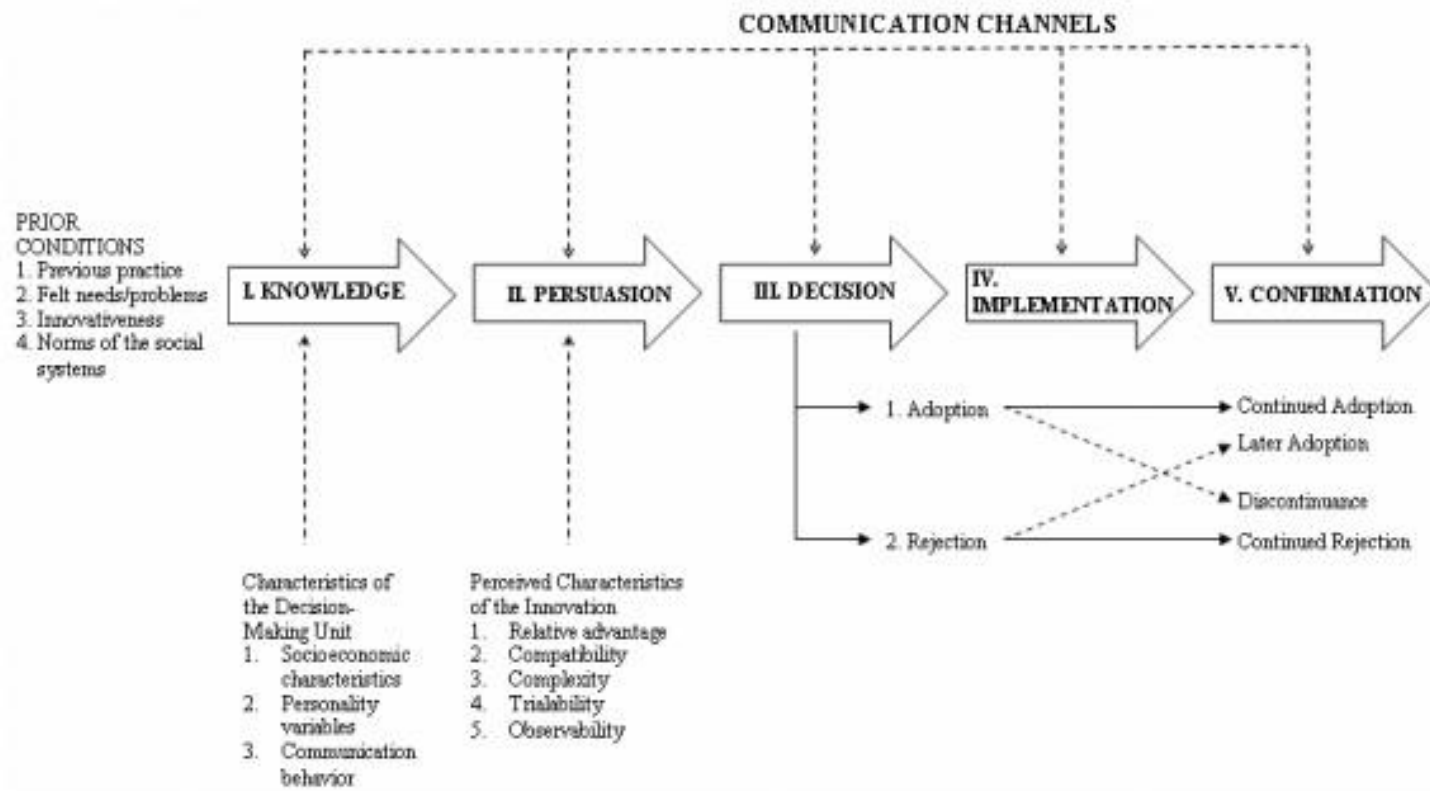 COMMUNICATION CHANNELS
PRIOR
CONDITIONS
1. Previous practice
2. Felt needs/problems
3. Innovativeness
4. Norms of the social
systems
I. KNOWLEDGE
II. PERSUASION
III. DECISION
IV.
IMPLEMENTATION
V. CONFIRMATION
1. Adoption
Continued Adoption
Later Adoption
Discontinuance
2. Rejection
Continued Rejection
Characteristics of
the Decision-
Making Unit
1. Socioeconomic
characteristics
2. Personality
variables
3. Communication
behavior
Perceived Characteristics
of the Innovation
1. Relative advantage
2. Compatibility
3. Complexity
4. Trialability
5. Observability